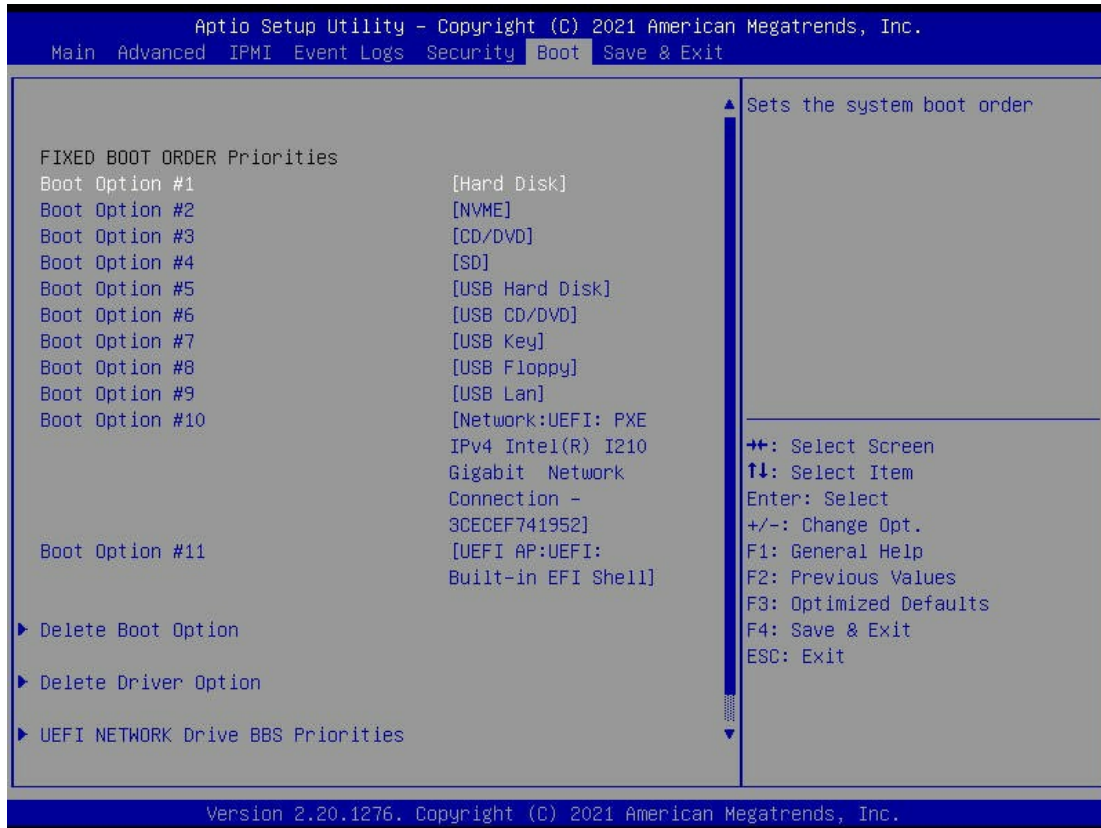 Aptio Setup Utility – Copyright (C) 2021 American Megatrends, Inc.
Main Advanced IPMI Event Logs Security Boot Save & Exit
Sets the system boot order
FIXED BOOT ORDER Priorities
Boot Option #1 [Hard Disk]
Boot Option #2 [NVME]
Boot Option #3 [CD/DVD]
Boot Option #4 [SD]
Boot Option #5 [USB Hard Disk]
Boot Option #6 [USB CD/DVD]
Boot Option #7 [USB Key]
Boot Option #8 [USB Floppy]
Boot Option #9 [USB Lan]
Boot Option #10 [Network:UEFI: PXE
IPv4 Intel(R) I210
Gigabit Network
Connection –
3CECEF741952]
Boot Option #11 [UEFI AP:UEFI:
Built-in EFI Shell]
Delete Boot Option
Delete Driver Option
UEFI NETWORK Drive BBS Priorities
→←: Select Screen
↑↓: Select Item
Enter: Select
+/-: Change Opt.
F1: General Help
F2: Previous Values
F3: Optimized Defaults
F4: Save & Exit
ESC: Exit
Version 2.20.1276. Copyright (C) 2021 American Megatrends, Inc.